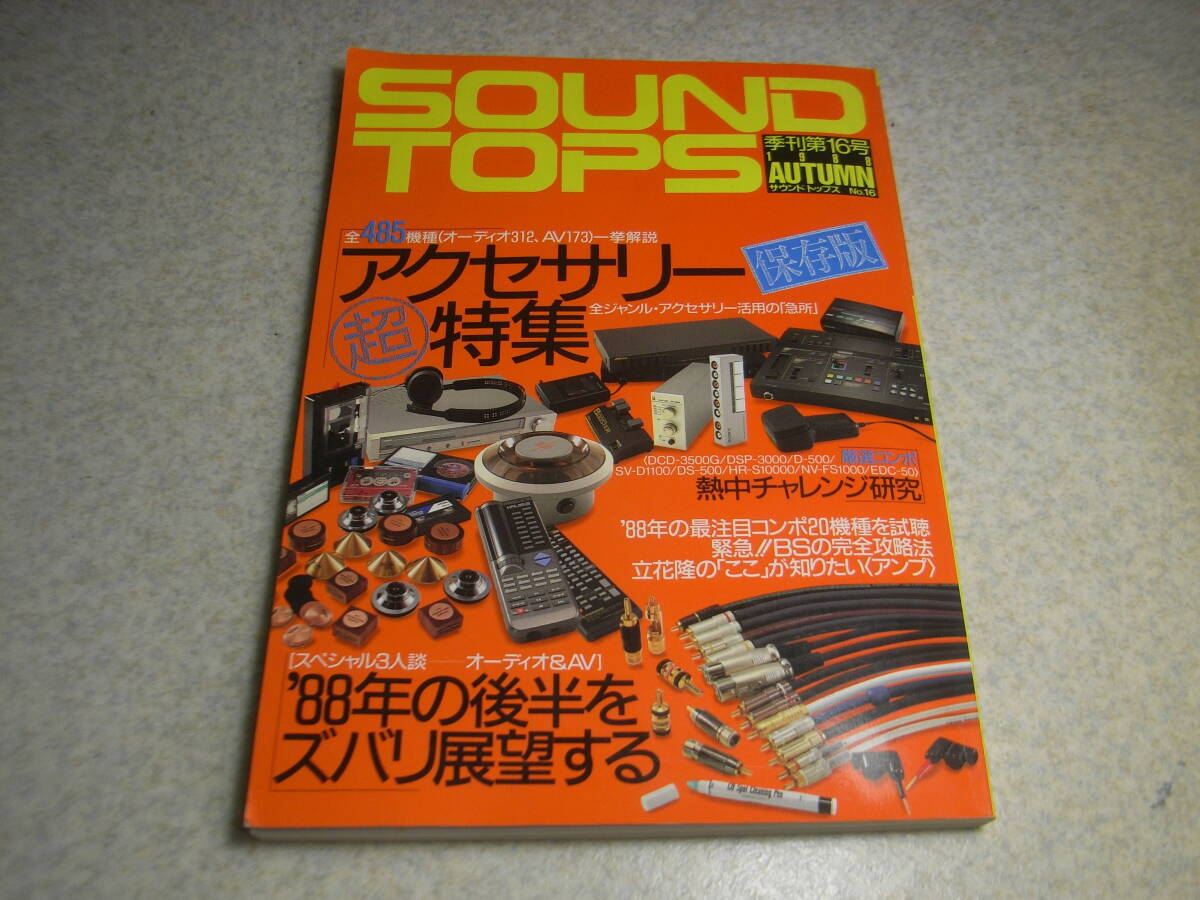 SOUND
TOPS
季刊第16号
1988
AUTUMN
サウンドトップス No.16
全485機種(オーディオ312、AV173)一挙解説
アクセサリー
超特集
保存版
全ジャンル・アクセサリー活用の「急所」
〈DCD-3500G/DSP-3000/D-500/
SV-D1100/DS-500/HR-S10000/NV-FS1000/EDC-50〉
厳選コンポ
熱中チャレンジ研究
'88年の最注目コンポ20機種を試聴
緊急!!BSの完全攻略法
立花隆の「ここ」が知りたい〈アンプ〉
[スペシャル3人談──オーディオ&AV]
'88年の後半を
ズバリ展望する
CD Spot Cleaning Pen